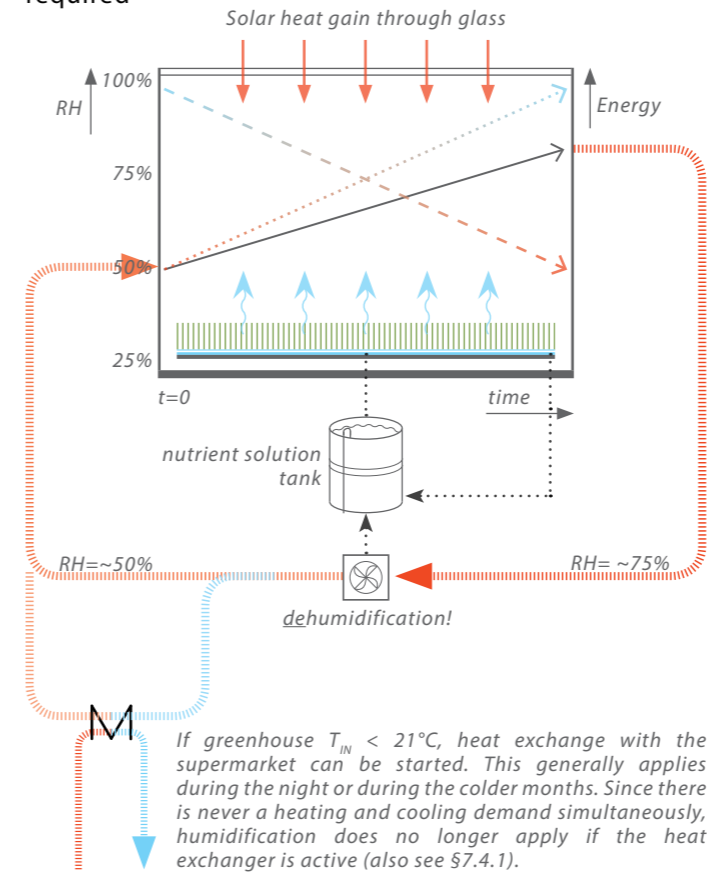 required
Solar heat gain through glass
100%
RH
Energy
75%
50%
25%
t=0
time
nutrient solution
tank
RH=~50%
RH= ~75%
dehumidification!
If greenhouse T_IN < 21°C, heat exchange with the
supermarket can be started. This generally applies
during the night or during the colder months. Since there
is never a heating and cooling demand simultaneously,
humidification does no longer apply if the heat
exchanger is active (also see §7.4.1).